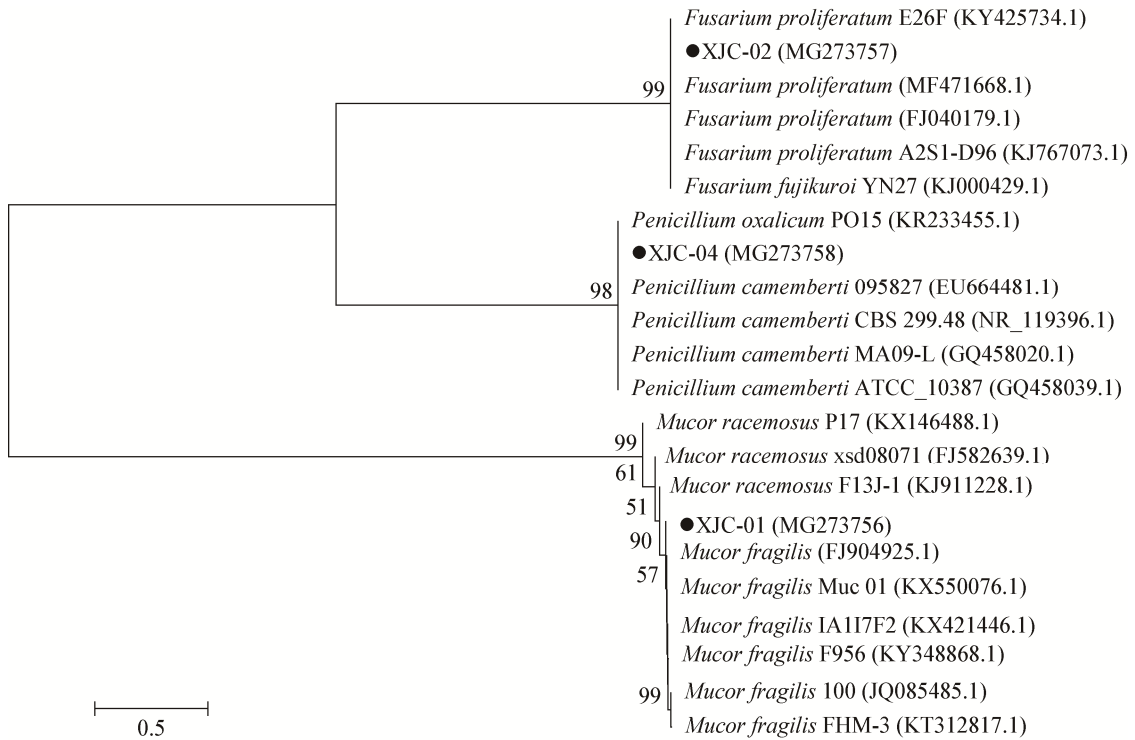 Fusarium proliferatum E26F (KY425734.1)
●XJC-02 (MG273757)
99
Fusarium proliferatum (MF471668.1)
Fusarium proliferatum (FJ040179.1)
Fusarium proliferatum A2S1-D96 (KJ767073.1)
Fusarium fujikuroi YN27 (KJ000429.1)
Penicillium oxalicum PO15 (KR233455.1)
●XJC-04 (MG273758)
98
Penicillium camemberti 095827 (EU664481.1)
Penicillium camemberti CBS 299.48 (NR_119396.1)
Penicillium camemberti MA09-L (GQ458020.1)
Penicillium camemberti ATCC_10387 (GQ458039.1)
Mucor racemosus P17 (KX146488.1)
99
Mucor racemosus xsd08071 (FJ582639.1)
61
Mucor racemosus F13J-1 (KJ911228.1)
51
●XJC-01 (MG273756)
90
Mucor fragilis (FJ904925.1)
57
Mucor fragilis Muc 01 (KX550076.1)
Mucor fragilis IA1I7F2 (KX421446.1)
Mucor fragilis F956 (KY348868.1)
99
Mucor fragilis 100 (JQ085485.1)
Mucor fragilis FHM-3 (KT312817.1)
0.5